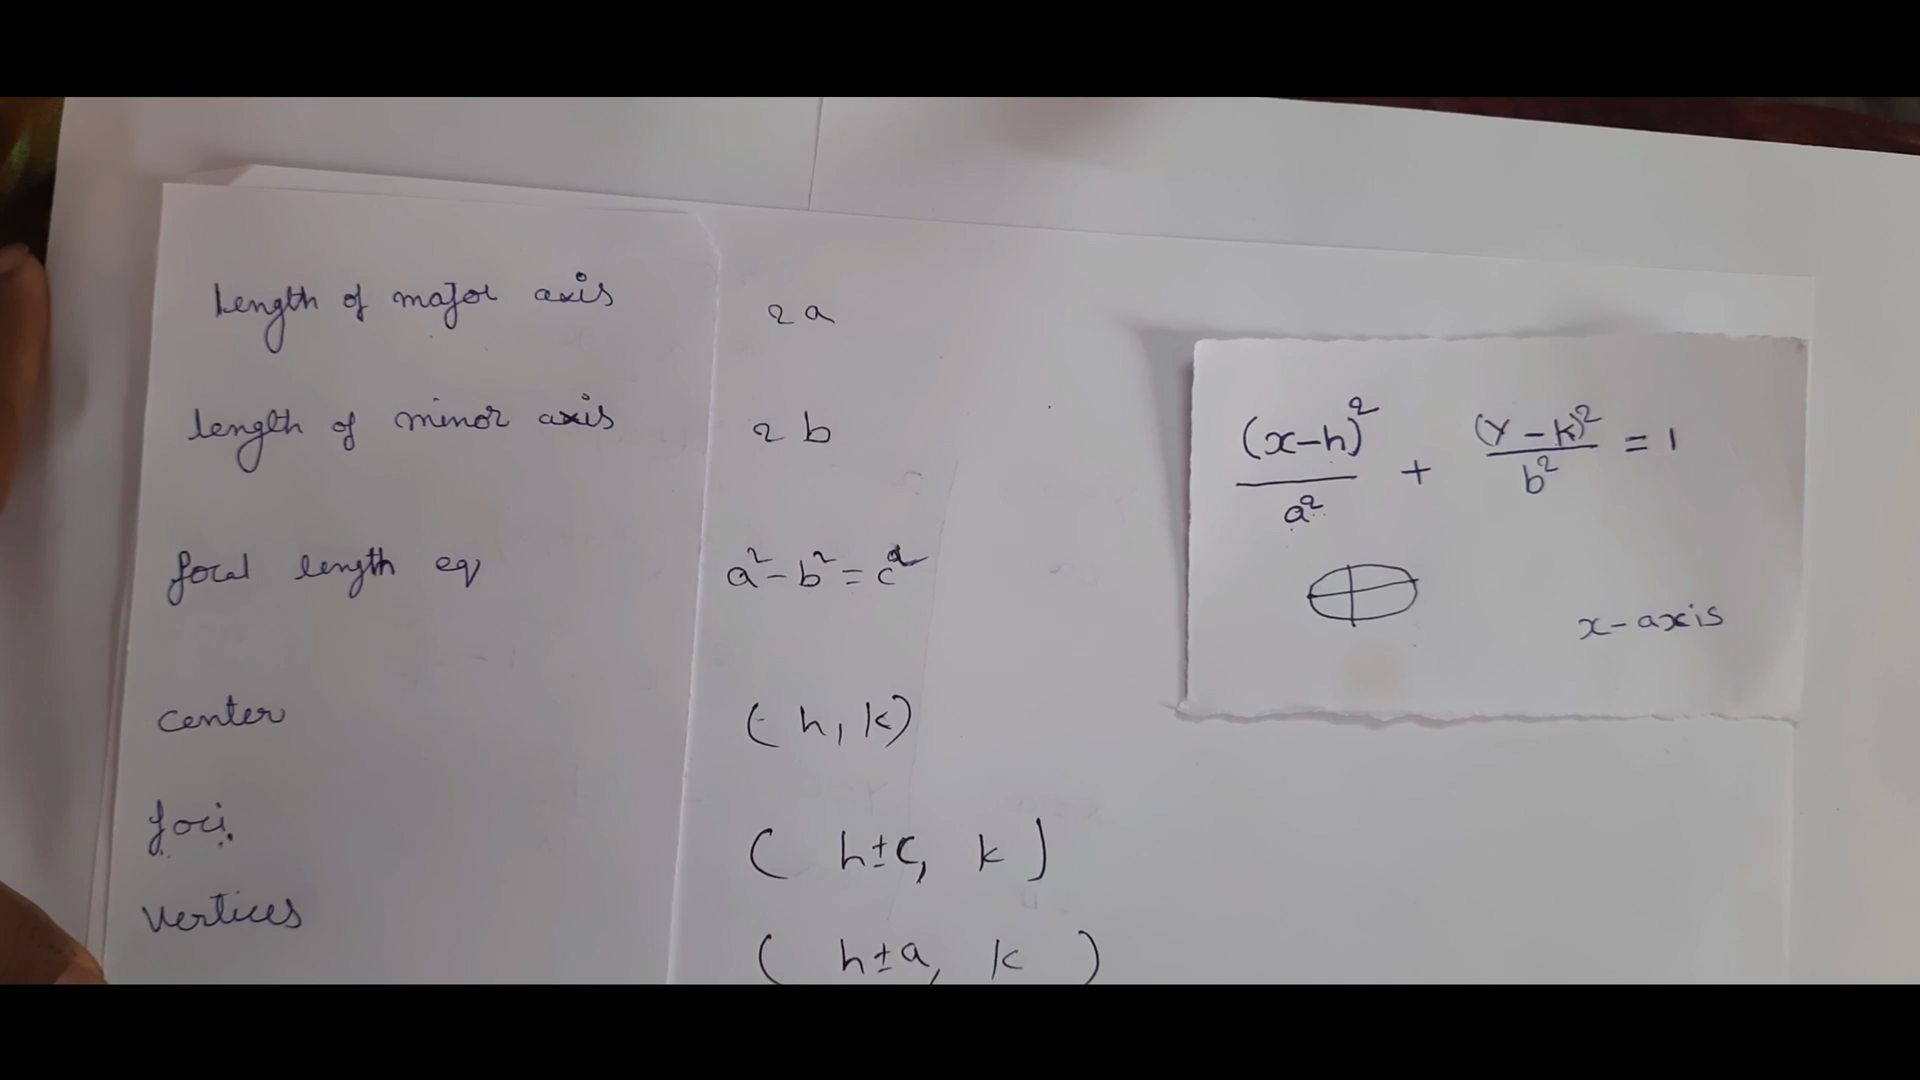 Length of major axis 2a
length of minor axis 2b
focal length eq a² - b² = c²
center (h, k)
foci (h±c, k)
vertices (h±a, k)
(x-h)²/a² + (y-k)²/b² = 1
x-axis